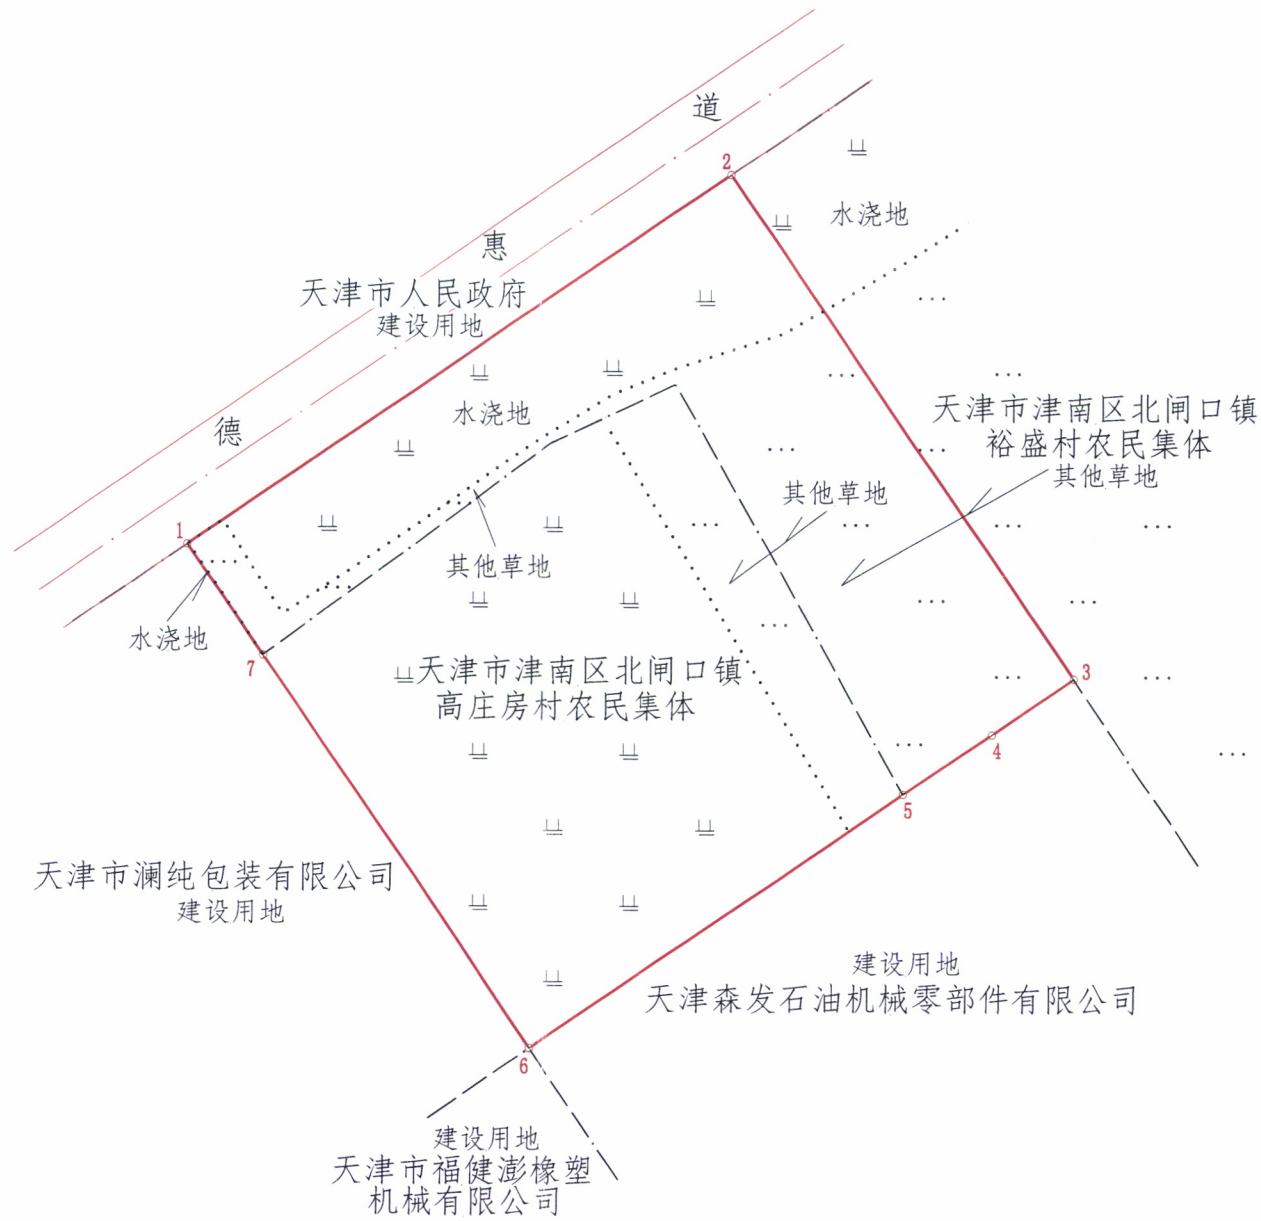 道
2
水浇地
惠
天津市人民政府
建设用地
德
水浇地
天津市津南区北闸口镇
裕盛村农民集体
其他草地
其他草地
1
其他草地
水浇地
7
天津市津南区北闸口镇
高庄房村农民集体
3
4
5
天津市澜纯包装有限公司
建设用地
建设用地
天津森发石油机械零部件有限公司
6
建设用地
天津市福健澎橡塑
机械有限公司